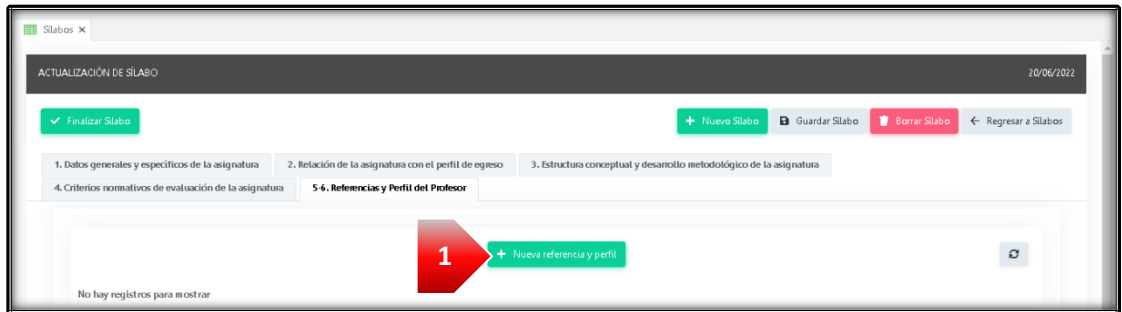 Sílabos ×
ACTUALIZACIÓN DE SÍLABO 20/06/2022
Finalizar Sílabo + Nuevo Sílabo Guardar Sílabo Borrar Sílabo ← Regresar a Sílabos
1. Datos generales y específicos de la asignatura 2. Relación de la asignatura con el perfil de egreso 3. Estructura conceptual y desarrollo metodológico de la asignatura
4. Criterios normativos de evaluación de la asignatura 5-6. Referencias y Perfil del Profesor
1 + Nueva referencia y perfil
No hay registros para mostrar